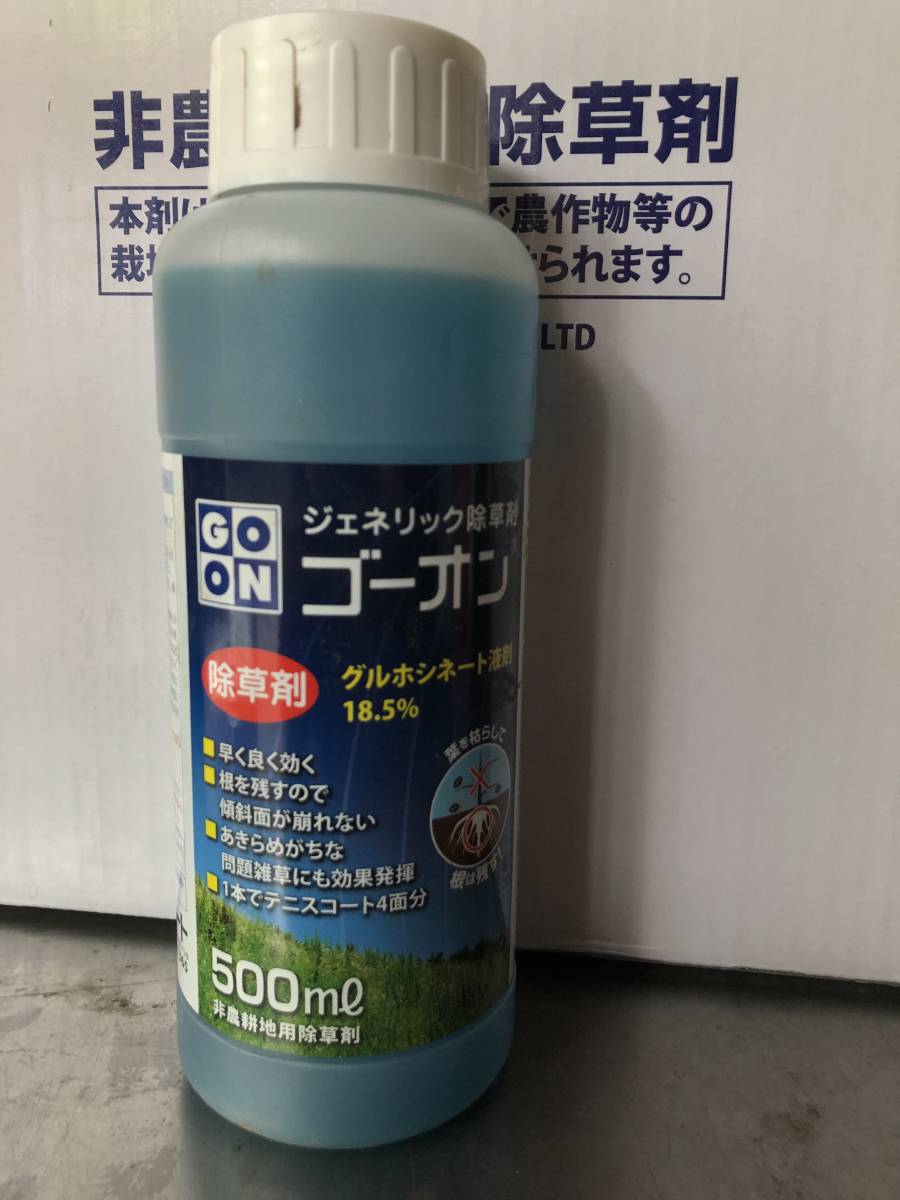 非農 除草剤
本剤は で農作物等の
栽培 られます。
LTD
GO
ON
ジェネリック除草剤
ゴーオン
除草剤
グルホシネート液剤
18.5%
早く良く効く
根を残すので
傾斜面が崩れない
あきらめがちな
問題雑草にも効果発揮
1本でテニスコート4面分
葉を枯らして
根は残す!
500ml
非農耕地用除草剤